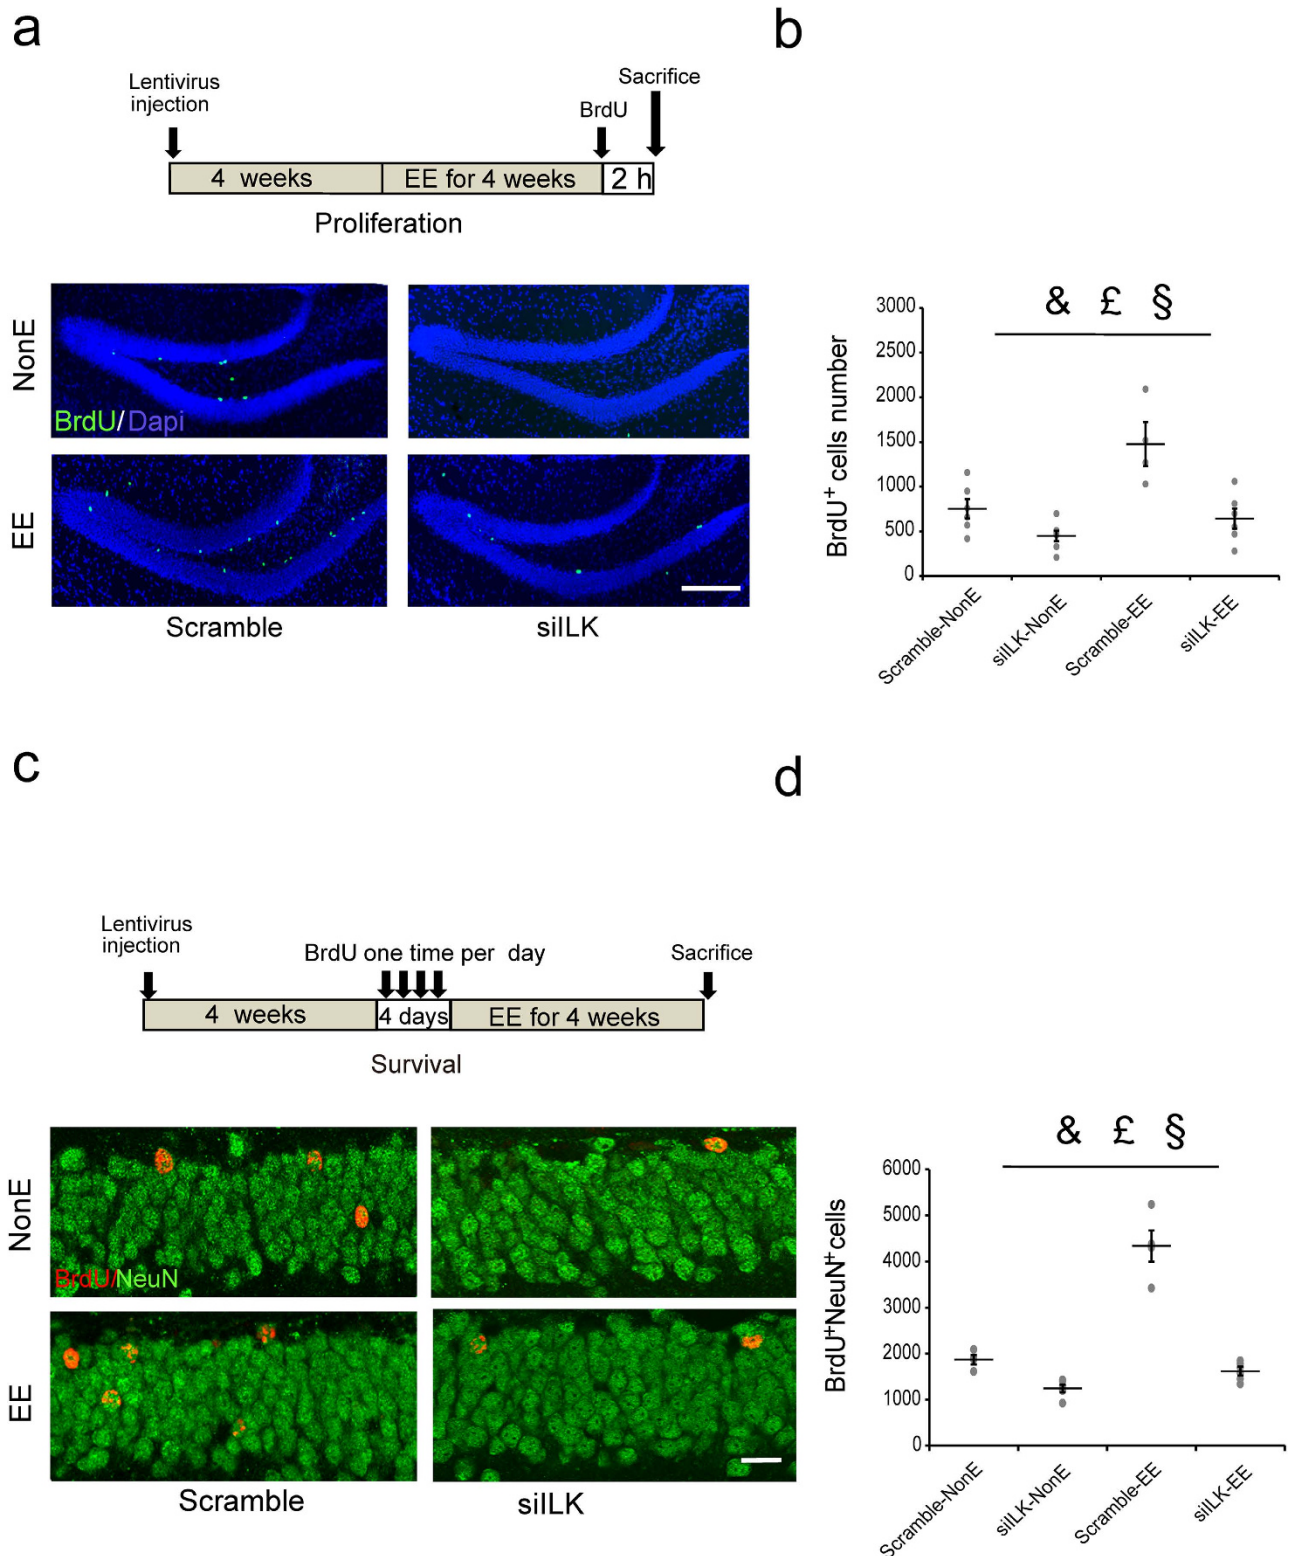 a
Lentivirus
injection
BrdU
Sacrifice
4 weeks
EE for 4 weeks
2 h
Proliferation
NonE
BrdU/Dapi
EE
Scramble
siILK
b
& £ §
BrdU+ cells number
3000
2500
2000
1500
1000
500
0
Scramble-NonE
siILK-NonE
Scramble-EE
siILK-EE
c
Lentivirus
injection
BrdU one time per day
Sacrifice
4 weeks
4 days
EE for 4 weeks
Survival
NonE
BrdU/NeuN
EE
Scramble
siILK
d
& £ §
BrdU+NeuN+cells
6000
5000
4000
3000
2000
1000
0
Scramble-NonE
siILK-NonE
Scramble-EE
siILK-EE